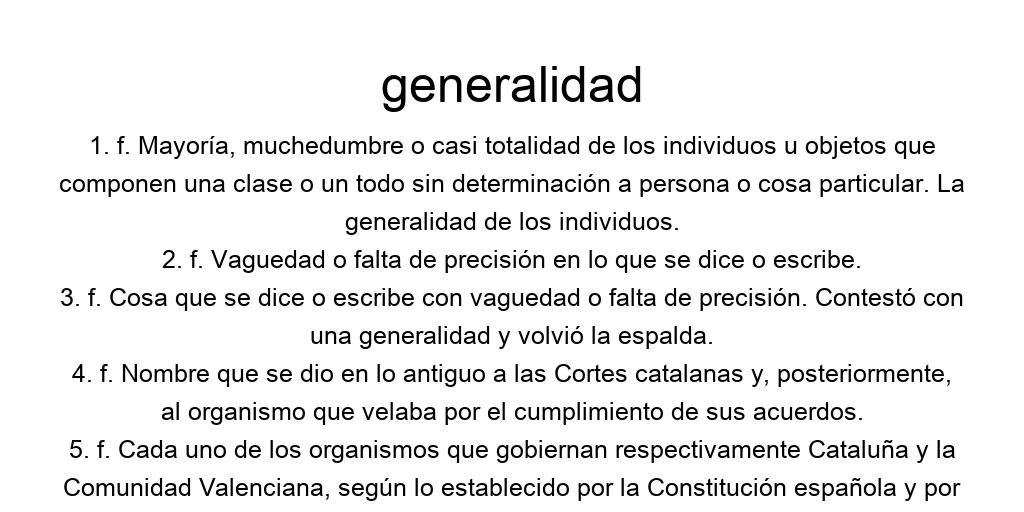 generalidad
1. f. Mayoría, muchedumbre o casi totalidad de los individuos u objetos que
componen una clase o un todo sin determinación a persona o cosa particular. La
generalidad de los individuos.
2. f. Vaguedad o falta de precisión en lo que se dice o escribe.
3. f. Cosa que se dice o escribe con vaguedad o falta de precisión. Contestó con
una generalidad y volvió la espalda.
4. f. Nombre que se dio en lo antiguo a las Cortes catalanas y, posteriormente,
al organismo que velaba por el cumplimiento de sus acuerdos.
5. f. Cada uno de los organismos que gobiernan respectivamente Cataluña y la
Comunidad Valenciana, según lo establecido por la Constitución española y por